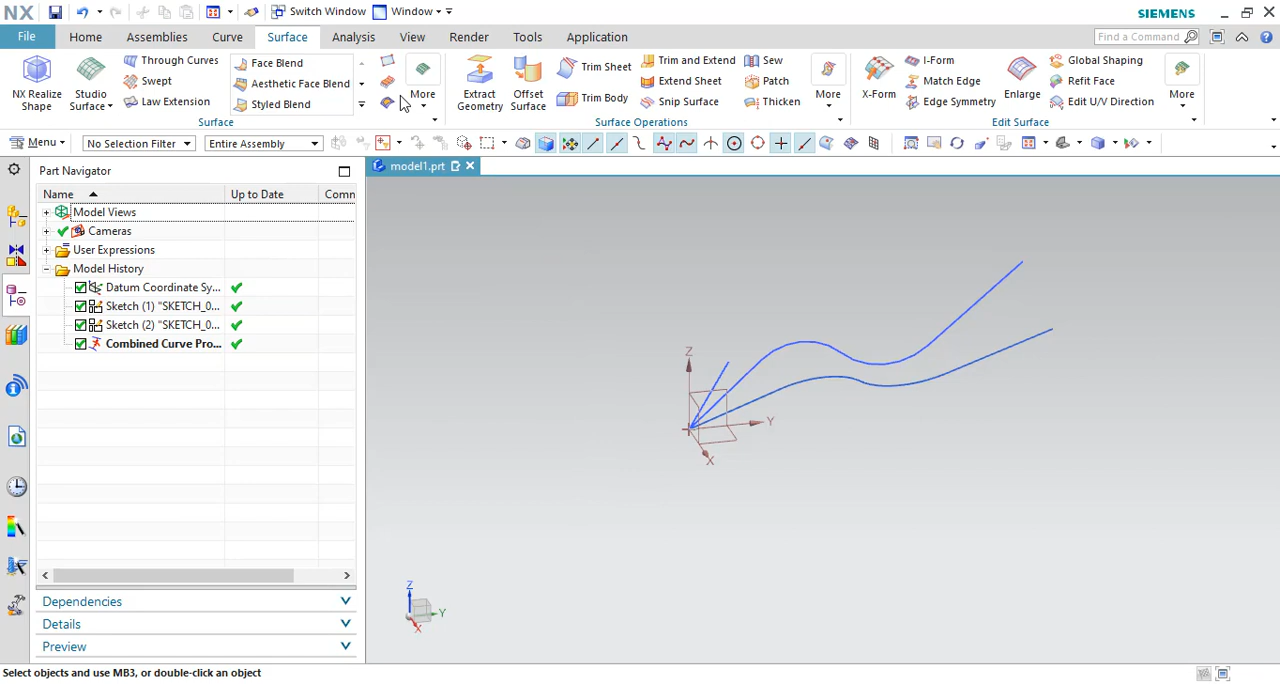 NX Switch Window Window SIEMENS
File Home Assemblies Curve Surface Analysis View Render Tools Application Find a Command
NX Realize Shape
Studio Surface
Through Curves
Swept
Law Extension
Face Blend
Aesthetic Face Blend
Styled Blend
More
Surface
Extract Geometry
Offset Surface
Trim Sheet
Trim Body
Trim and Extend
Extend Sheet
Snip Surface
Sew
Patch
Thicken
More
Surface Operations
X-Form
I-Form
Match Edge
Edge Symmetry
Enlarge
Global Shaping
Refit Face
Edit U/V Direction
More
Edit Surface
Menu No Selection Filter Entire Assembly
Part Navigator
model1.prt
Name Up to Date Comn
Model Views
Cameras
User Expressions
Model History
Datum Coordinate Sy...
Sketch (1) "SKETCH_0...
Sketch (2) "SKETCH_0...
Combined Curve Pro...
Z
Y
X
Z
Y
X
Dependencies
Details
Preview
Select objects and use MB3, or double-click an object